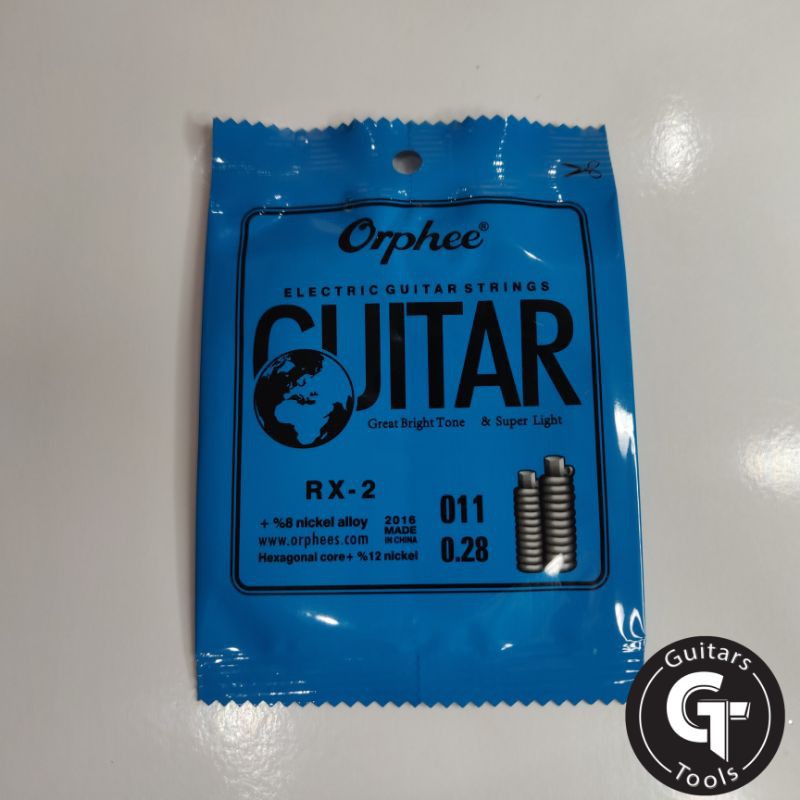 Orphee®
ELECTRIC GUITAR STRINGS
GUITAR
Great Bright Tone & Super Light
RX-2
+ %8 nickel alloy
www.orphees.com
Hexagonal core+ %12 nickel
2016
MADE
IN CHINA
011
0.28
Guitars
GT
Tools